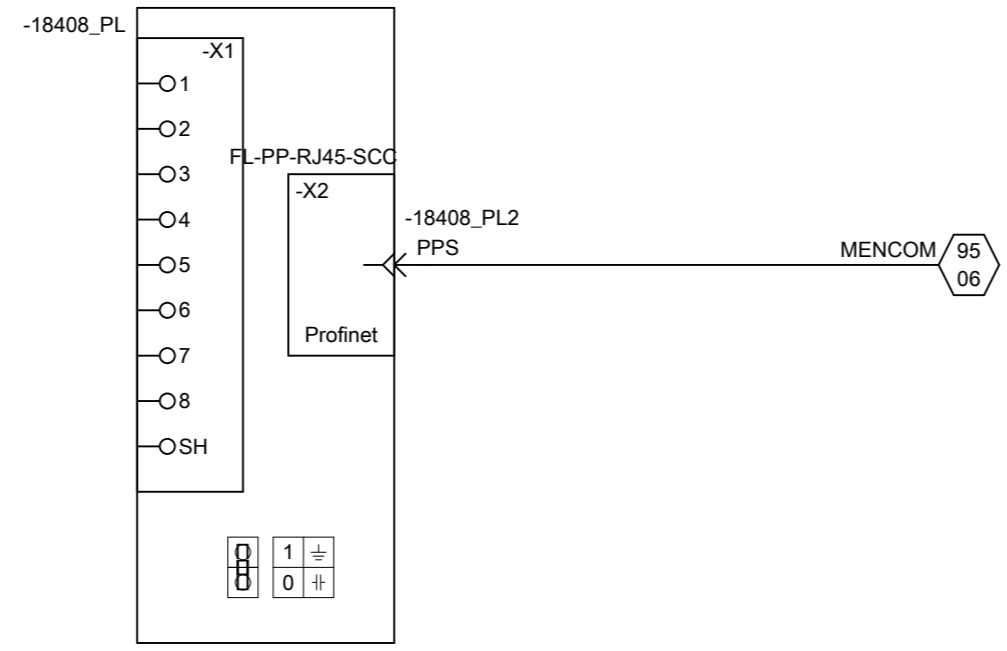 -18408_PL
-X1
1
2
FL-PP-RJ45-SCC
3
-X2
4
-18408_PL2
PPS
MENCOM
95
06
5
6
Profinet
7
8
SH
1
0